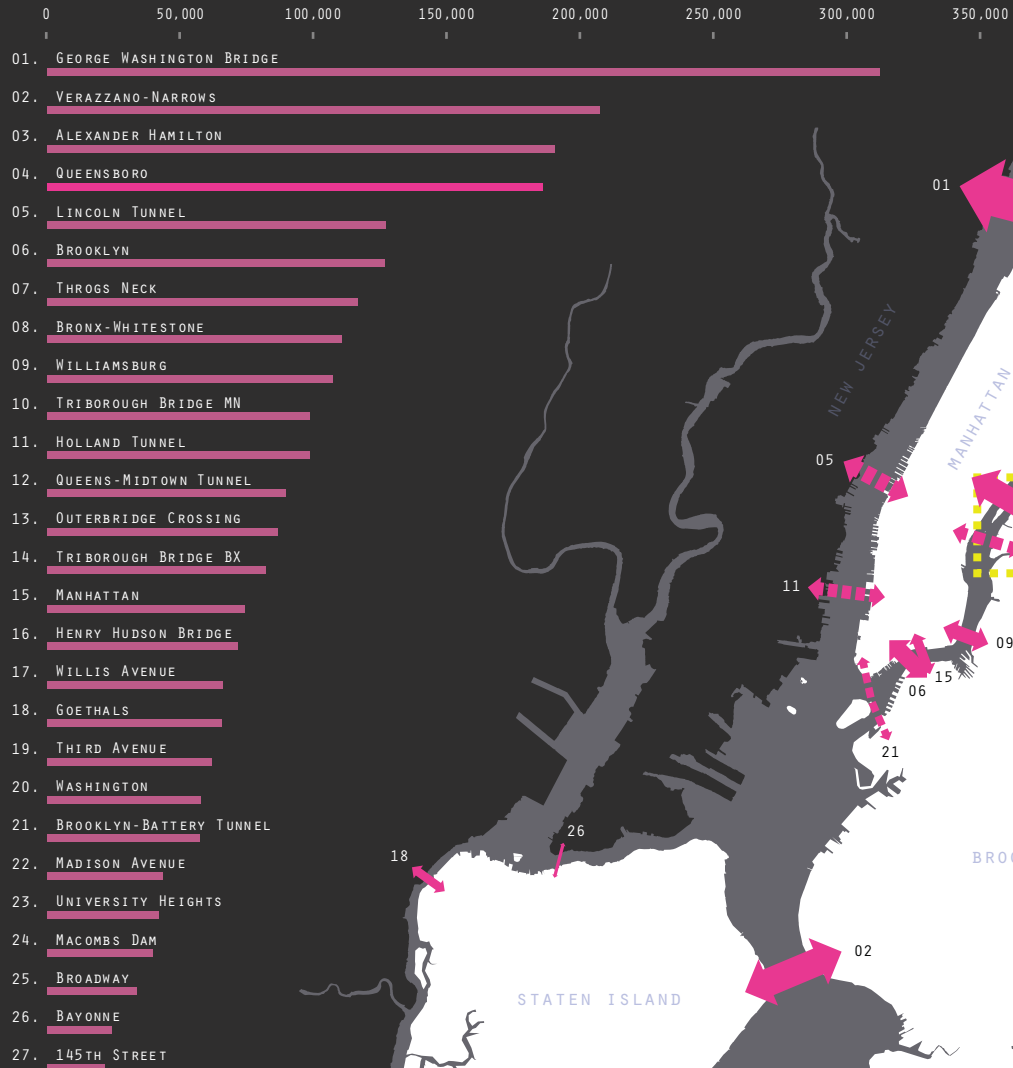 0 50,000 100,000 150,000 200,000 250,000 300,000 350,000
01. GEORGE WASHINGTON BRIDGE
02. VERAZZANO-NARROWS
03. ALEXANDER HAMILTON
04. QUEENSBORO
05. LINCOLN TUNNEL
06. BROOKLYN
07. THROGS NECK
08. BRONX-WHITESTONE
09. WILLIAMSBURG
10. TRIBOROUGH BRIDGE MN
11. HOLLAND TUNNEL
12. QUEENS-MIDTOWN TUNNEL
13. OUTERBRIDGE CROSSING
14. TRIBOROUGH BRIDGE BX
15. MANHATTAN
16. HENRY HUDSON BRIDGE
17. WILLIS AVENUE
18. GOETHALS
19. THIRD AVENUE
20. WASHINGTON
21. BROOKLYN-BATTERY TUNNEL
22. MADISON AVENUE
23. UNIVERSITY HEIGHTS
24. MACOMBS DAM
25. BROADWAY
26. BAYONNE
27. 145TH STREET
01
NEW JERSEY
MANHATTAN
05
11
09
15
06
21
26
18
BROO
02
STATEN ISLAND